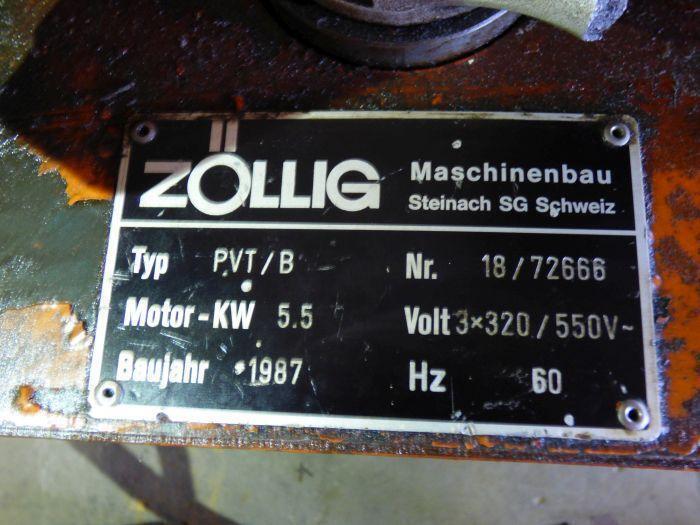 ZÖLLIG Maschinenbau
Steinach SG Schweiz
Typ PVT/B Nr. 18/72666
Motor-KW 5.5 Volt 3×320/550V~
Baujahr 1987 Hz 60